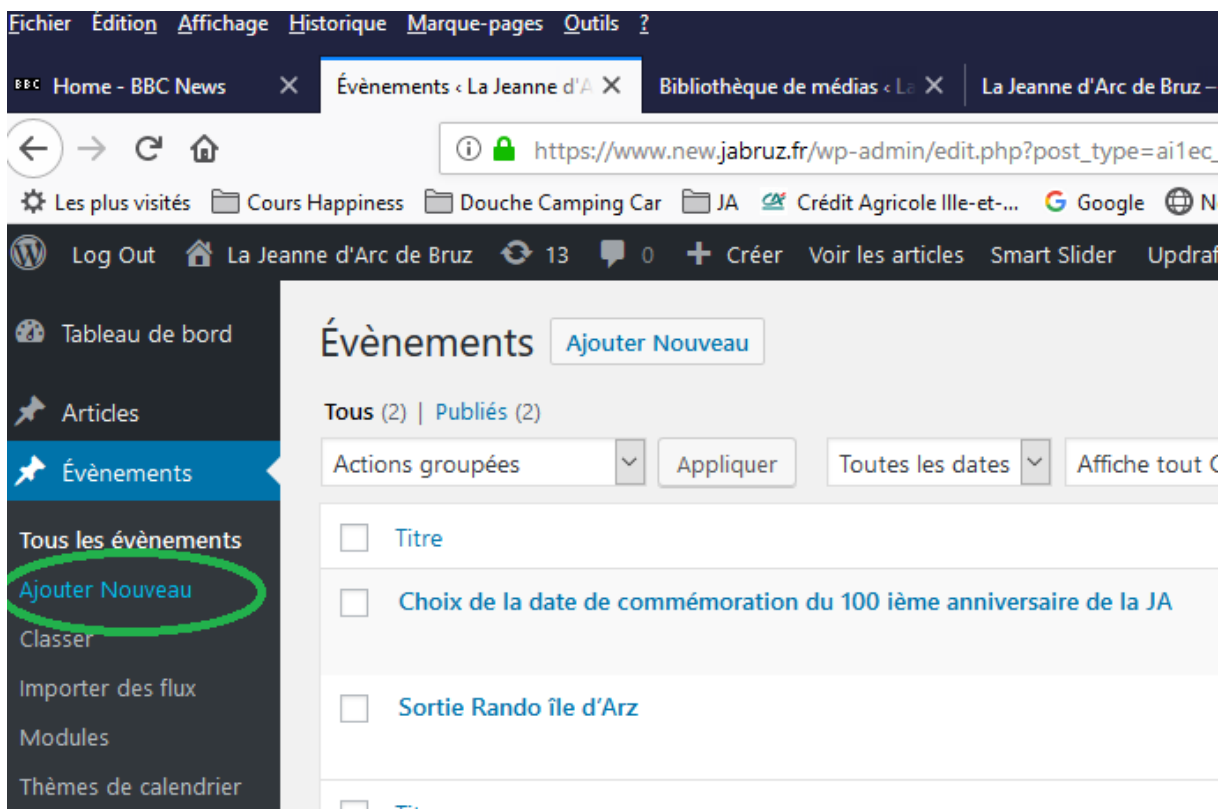 Fichier Édition Affichage Historique Marque-pages Outils ?
BBC Home - BBC News Évènements ‹ La Jeanne d'A Bibliothèque de médias ‹ La La Jeanne d'Arc de Bruz –
https://www.new.jabruz.fr/wp-admin/edit.php?post_type=ai1ec_
Les plus visités Cours Happiness Douche Camping Car JA Crédit Agricole Ille-et-... Google N
Log Out La Jeanne d'Arc de Bruz 13 0 + Créer Voir les articles Smart Slider Updraf
Tableau de bord
Évènements Ajouter Nouveau
Articles
Tous (2) | Publiés (2)
Évènements
Actions groupées Appliquer Toutes les dates Affiche tout C
Tous les évènements
Titre
Ajouter Nouveau
Choix de la date de commémoration du 100 ième anniversaire de la JA
Classer
Importer des flux
Sortie Rando île d’Arz
Modules
Thèmes de calendrier
Titre